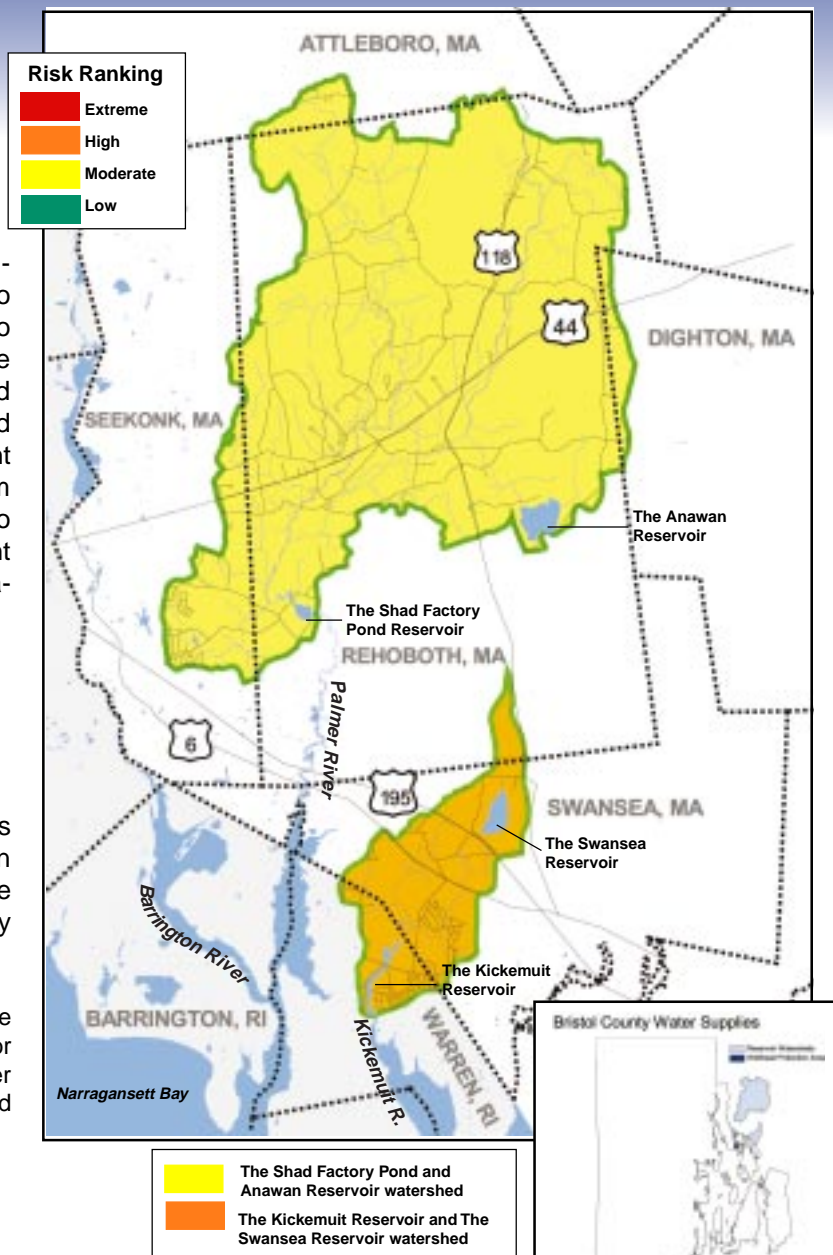 ATTLEBORO, MA
Risk Ranking
Extreme
High
Moderate
Low
118
44
DIGHTON, MA
SEEKONK, MA
The Anawan
Reservoir
The Shad Factory
Pond Reservoir
REHOBOTH, MA
Palmer River
6
195
SWANSEA, MA
The Swansea
Reservoir
Barrington River
The Kickemuit
Reservoir
BARRINGTON, RI
WARREN, RI
Kickemuit R.
Narragansett Bay
Bristol County Water Supplies
The Shad Factory Pond and
Anawan Reservoir watershed
The Kickemuit Reservoir and The
Swansea Reservoir watershed